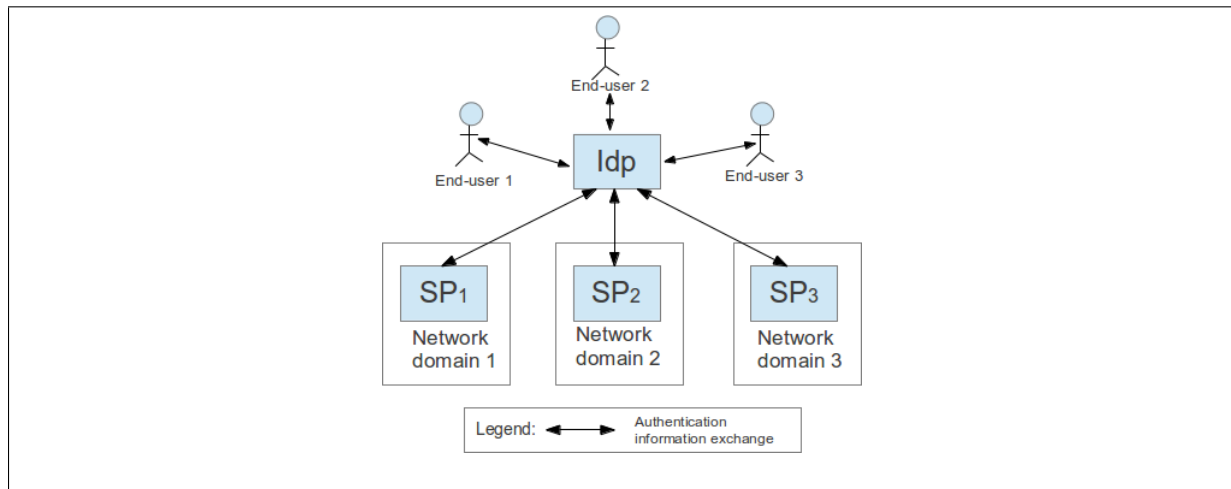 End-user 2
End-user 1
Idp
End-user 3
SP1
Network
domain 1
SP2
Network
domain 2
SP3
Network
domain 3
Legend:
Authentication
information exchange